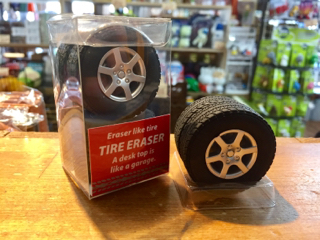 Eraser like tire
TIRE ERASER
A desk top is
like a garage.